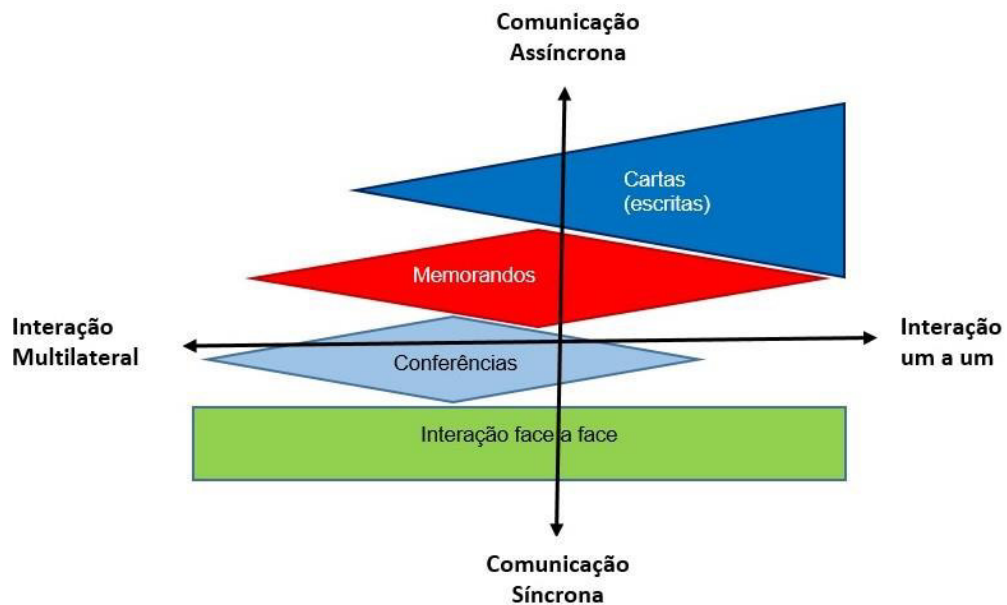 Comunicação
Assíncrona
Cartas
(escritas)
Memorandos
Interação
Multilateral
Interação
um a um
Conferências
Interação face a face
Comunicação
Síncrona